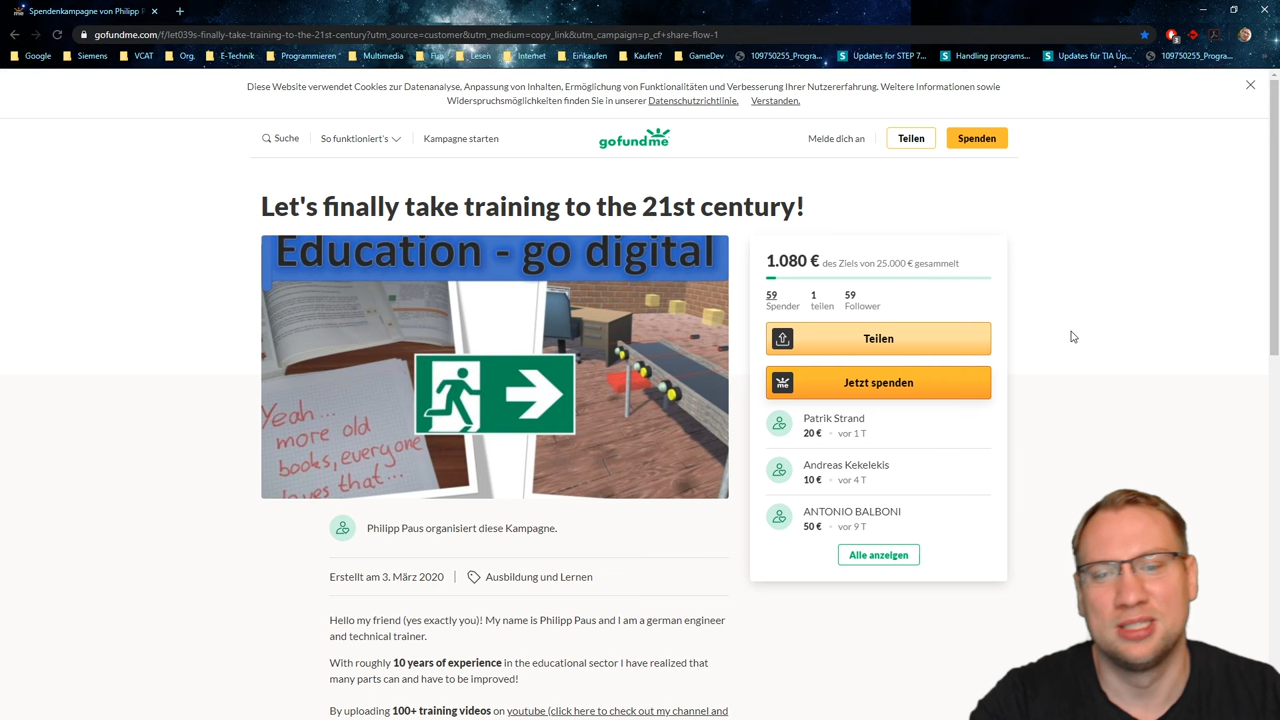 Spendenkampagne von Philipp P
gofundme.com/f/let039s-finally-take-training-to-the-21st-century?utm_source=customer&utm_medium=copy_link&utm_campaign=p_cf+share-flow-1
Google Siemens VCAT Org. E-Technik Programmieren Multimedia Fun Lesen Internet Einkaufen Kaufen? GameDev 109750255_Progra... Updates für STEP 7... Handling programs... Updates für TIA Üp... 109750255_Progra...
Diese Website verwendet Cookies zur Datenanalyse, Anpassung von Inhalten, Ermöglichung von Funktionalitäten und Verbesserung Ihrer Nutzererfahrung. Weitere Informationen sowie
Widerspruchsmöglichkeiten finden Sie in unserer Datenschutzrichtlinie. Verstanden.
Suche So funktioniert's Kampagne starten gofundme Melde dich an Teilen Spenden
Let's finally take training to the 21st century!
Education - go digital
Yeah...
more old
books, everyone
loves that...
1.080 € des Ziels von 25.000 € gesammelt
59 1 59
Spender teilen Follower
Teilen
me Jetzt spenden
Patrik Strand
20 € • vor 1 T
Andreas Kekelekis
10 € • vor 4 T
ANTONIO BALBONI
50 € • vor 9 T
Alle anzeigen
Philipp Paus organisiert diese Kampagne.
Erstellt am 3. März 2020 Ausbildung und Lernen
Hello my friend (yes exactly you)! My name is Philipp Paus and I am a german engineer
and technical trainer.
With roughly 10 years of experience in the educational sector I have realized that
many parts can and have to be improved!
By uploading 100+ training videos on youtube (click here to check out my channel and